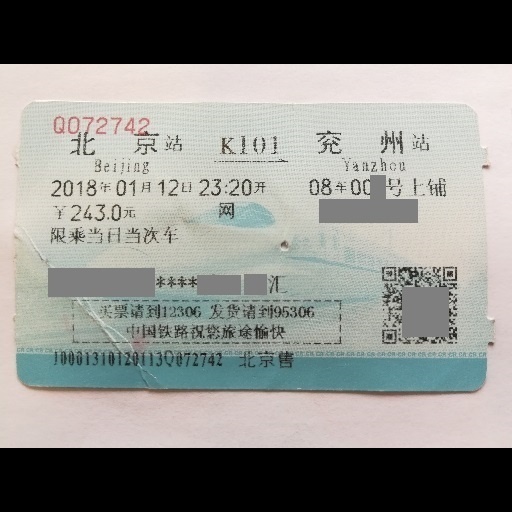 Q072742
北京站 K101 兖州站
Beijing Yanzhou
2018年01月12日23:20开 08车00号上铺
￥243.0元 网
限乘当日当次车
****汇
买票请到12306 发货请到95306
中国铁路祝您旅途愉快
10001310120113Q072742 北京售